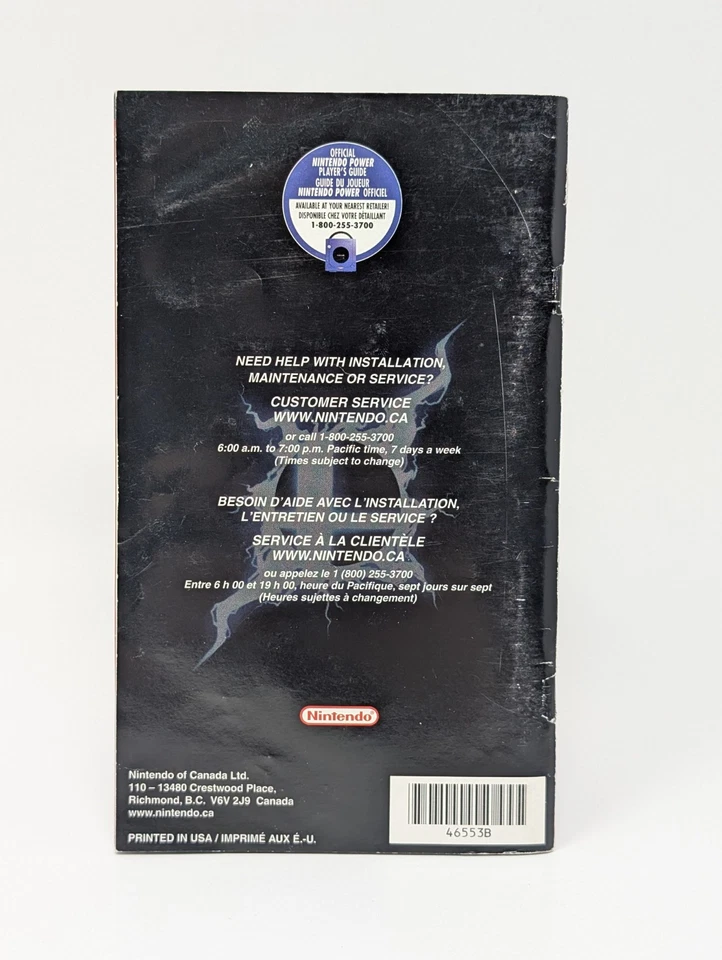 OFFICIAL
NINTENDO POWER
PLAYER'S GUIDE
GUIDE DU JOUEUR
NINTENDO POWER OFFICIEL
AVAILABLE AT YOUR NEAREST RETAILER!
DISPONIBLE CHEZ VOTRE DÉTAILLANT
1-800-255-3700
NEED HELP WITH INSTALLATION,
MAINTENANCE OR SERVICE?
CUSTOMER SERVICE
WWW.NINTENDO.CA
or call 1-800-255-3700
6:00 a.m. to 7:00 p.m. Pacific time, 7 days a week
(Times subject to change)
BESOIN D'AIDE AVEC L'INSTALLATION,
L'ENTRETIEN OU LE SERVICE ?
SERVICE À LA CLIENTÈLE
WWW.NINTENDO.CA
ou appelez le 1 (800) 255-3700
Entre 6 h 00 et 19 h 00, heure du Pacifique, sept jours sur sept
(Heures sujettes à changement)
Nintendo®
Nintendo of Canada Ltd.
110 – 13480 Crestwood Place,
Richmond, B.C. V6V 2J9 Canada
www.nintendo.ca
PRINTED IN USA / IMPRIMÉ AUX É.-U.
46553B